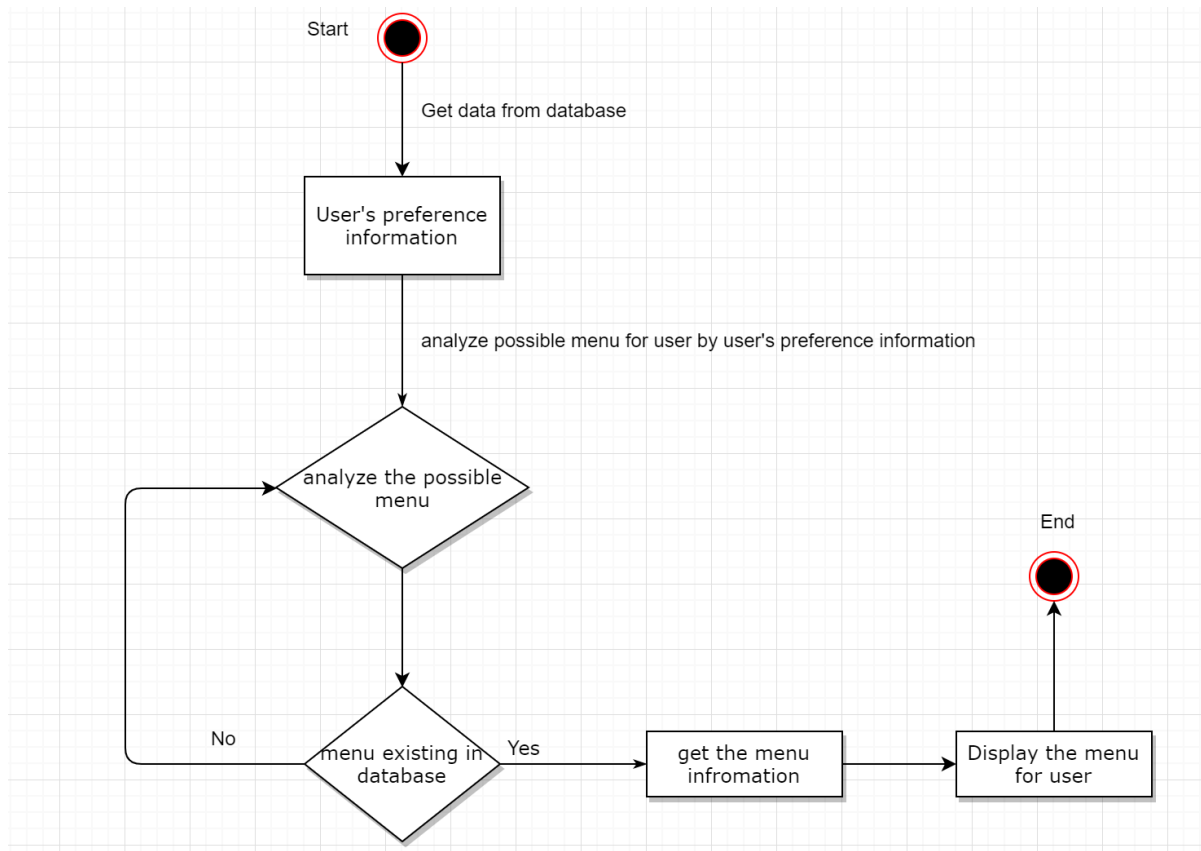 Start
Get data from database
User's preference
information
analyze possible menu for user by user's preference information
analyze the possible
menu
End
No
menu existing in
database
Yes
get the menu
infromation
Display the menu
for user